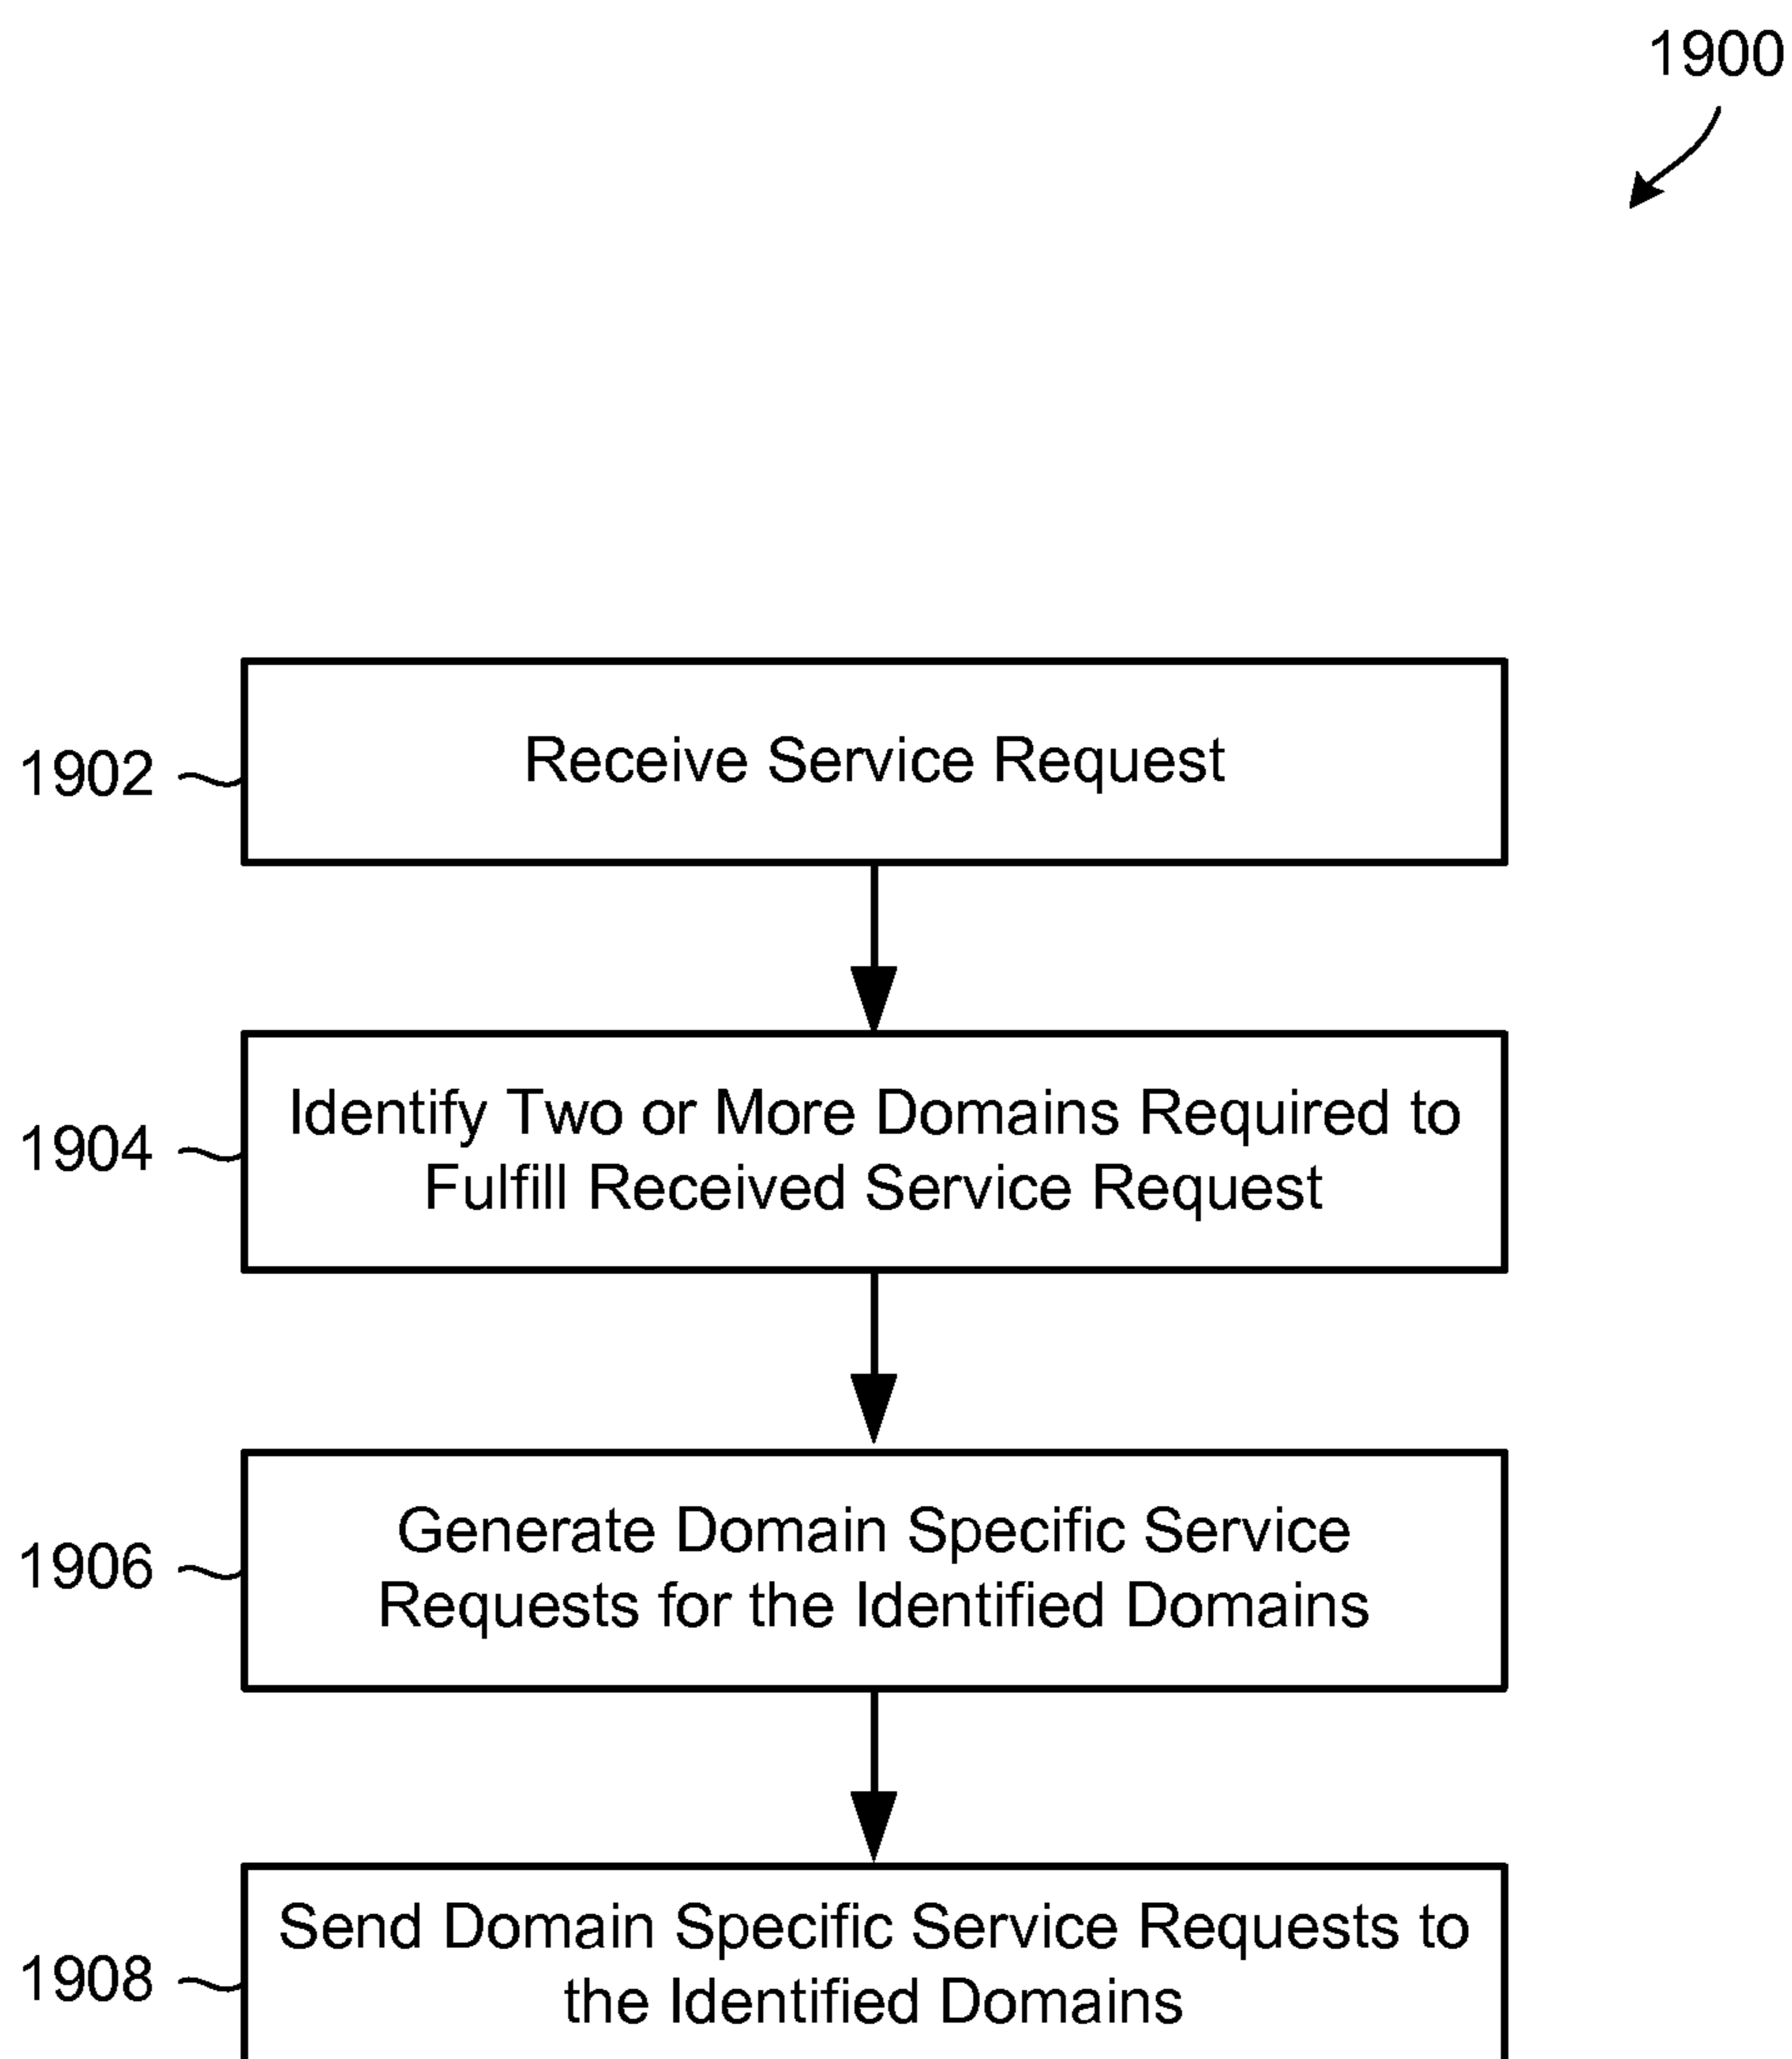 1900
1902
Receive Service Request
1904
Identify Two or More Domains Required to
Fulfill Received Service Request
1906
Generate Domain Specific Service
Requests for the Identified Domains
1908
Send Domain Specific Service Requests to
the Identified Domains